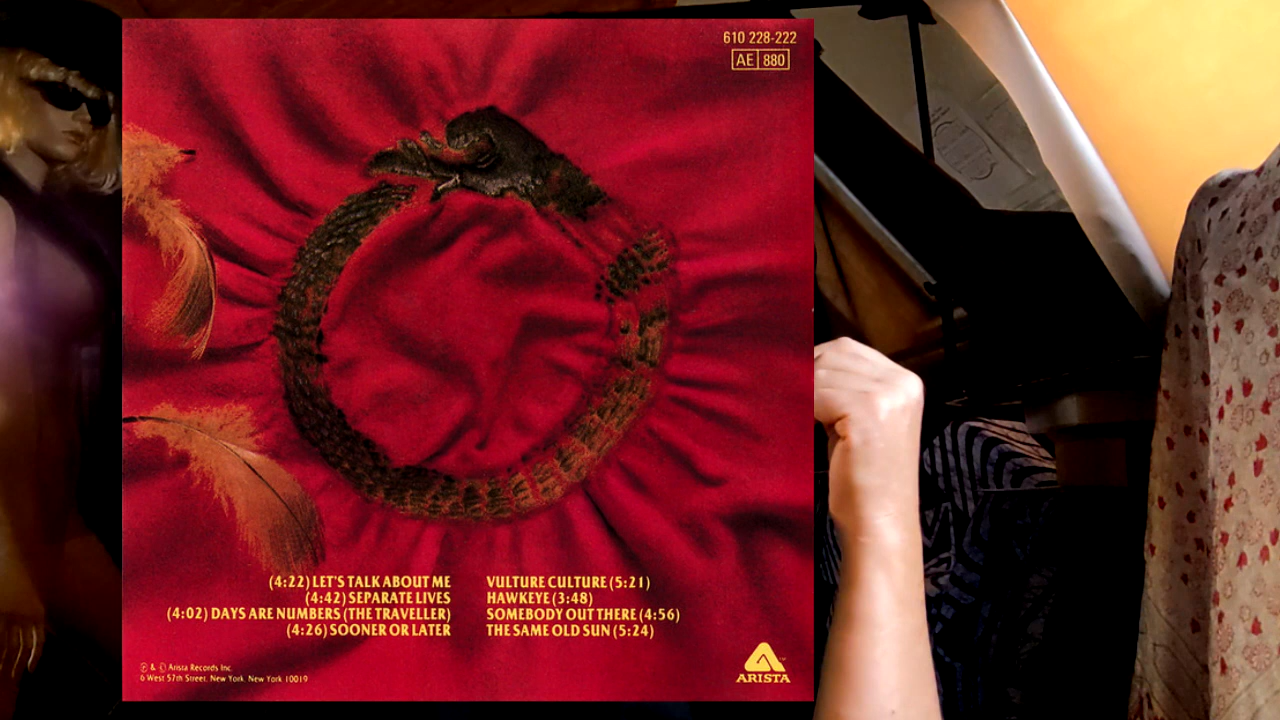 610 228-222
AE 880
(4:22) LET'S TALK ABOUT ME
(4:42) SEPARATE LIVES
(4:02) DAYS ARE NUMBERS (THE TRAVELLER)
(4:26) SOONER OR LATER
VULTURE CULTURE (5:21)
HAWKEYE (3:48)
SOMEBODY OUT THERE (4:56)
THE SAME OLD SUN (5:24)
℗ & © Arista Records Inc.
6 West 57th Street, New York, New York 10019
ARISTA